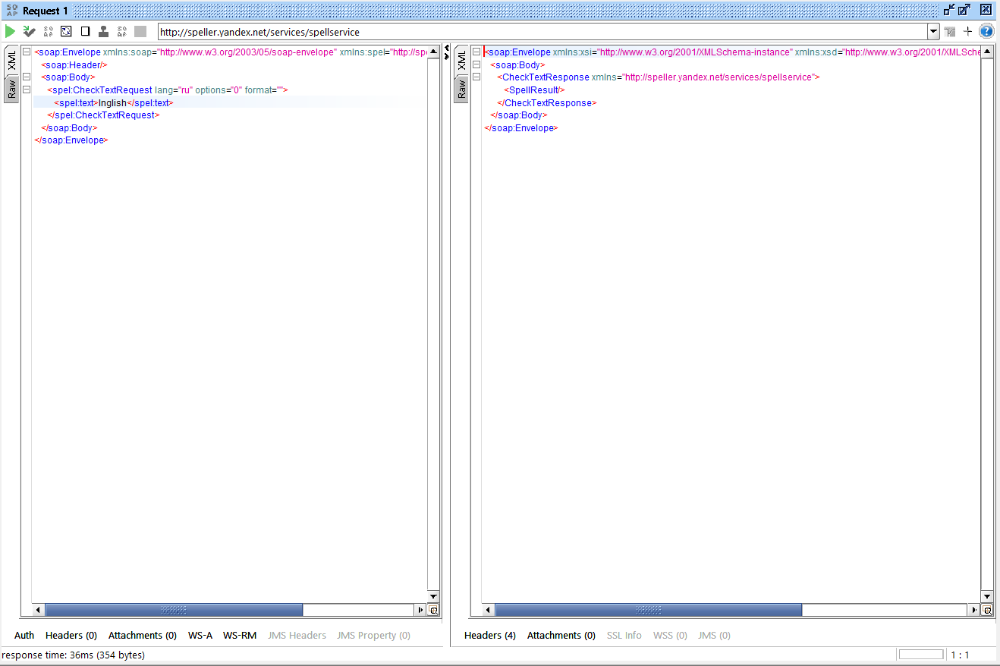 SO
AP
Request 1
http://speller.yandex.net/services/spellservice
XML
Raw
<soap:Envelope xmlns:soap="http://www.w3.org/2003/05/soap-envelope" xmlns:spel="http://sp
<soap:Header/>
<soap:Body>
<spel:CheckTextRequest lang="ru" options="0" format="">
<spel:text>Inglish</spel:text>
</spel:CheckTextRequest>
</soap:Body>
</soap:Envelope>
XML
Raw
<soap:Envelope xmlns:xsi="http://www.w3.org/2001/XMLSchema-instance" xmlns:xsd="http://www.w3.org/2001/XMLSche
<soap:Body>
<CheckTextResponse xmlns="http://speller.yandex.net/services/spellservice">
<SpellResult/>
</CheckTextResponse>
</soap:Body>
</soap:Envelope>
Auth Headers (0) Attachments (0) WS-A WS-RM JMS Headers JMS Property (0)
Headers (4) Attachments (0) SSL Info WSS (0) JMS (0)
response time: 36ms (354 bytes)
1 : 1